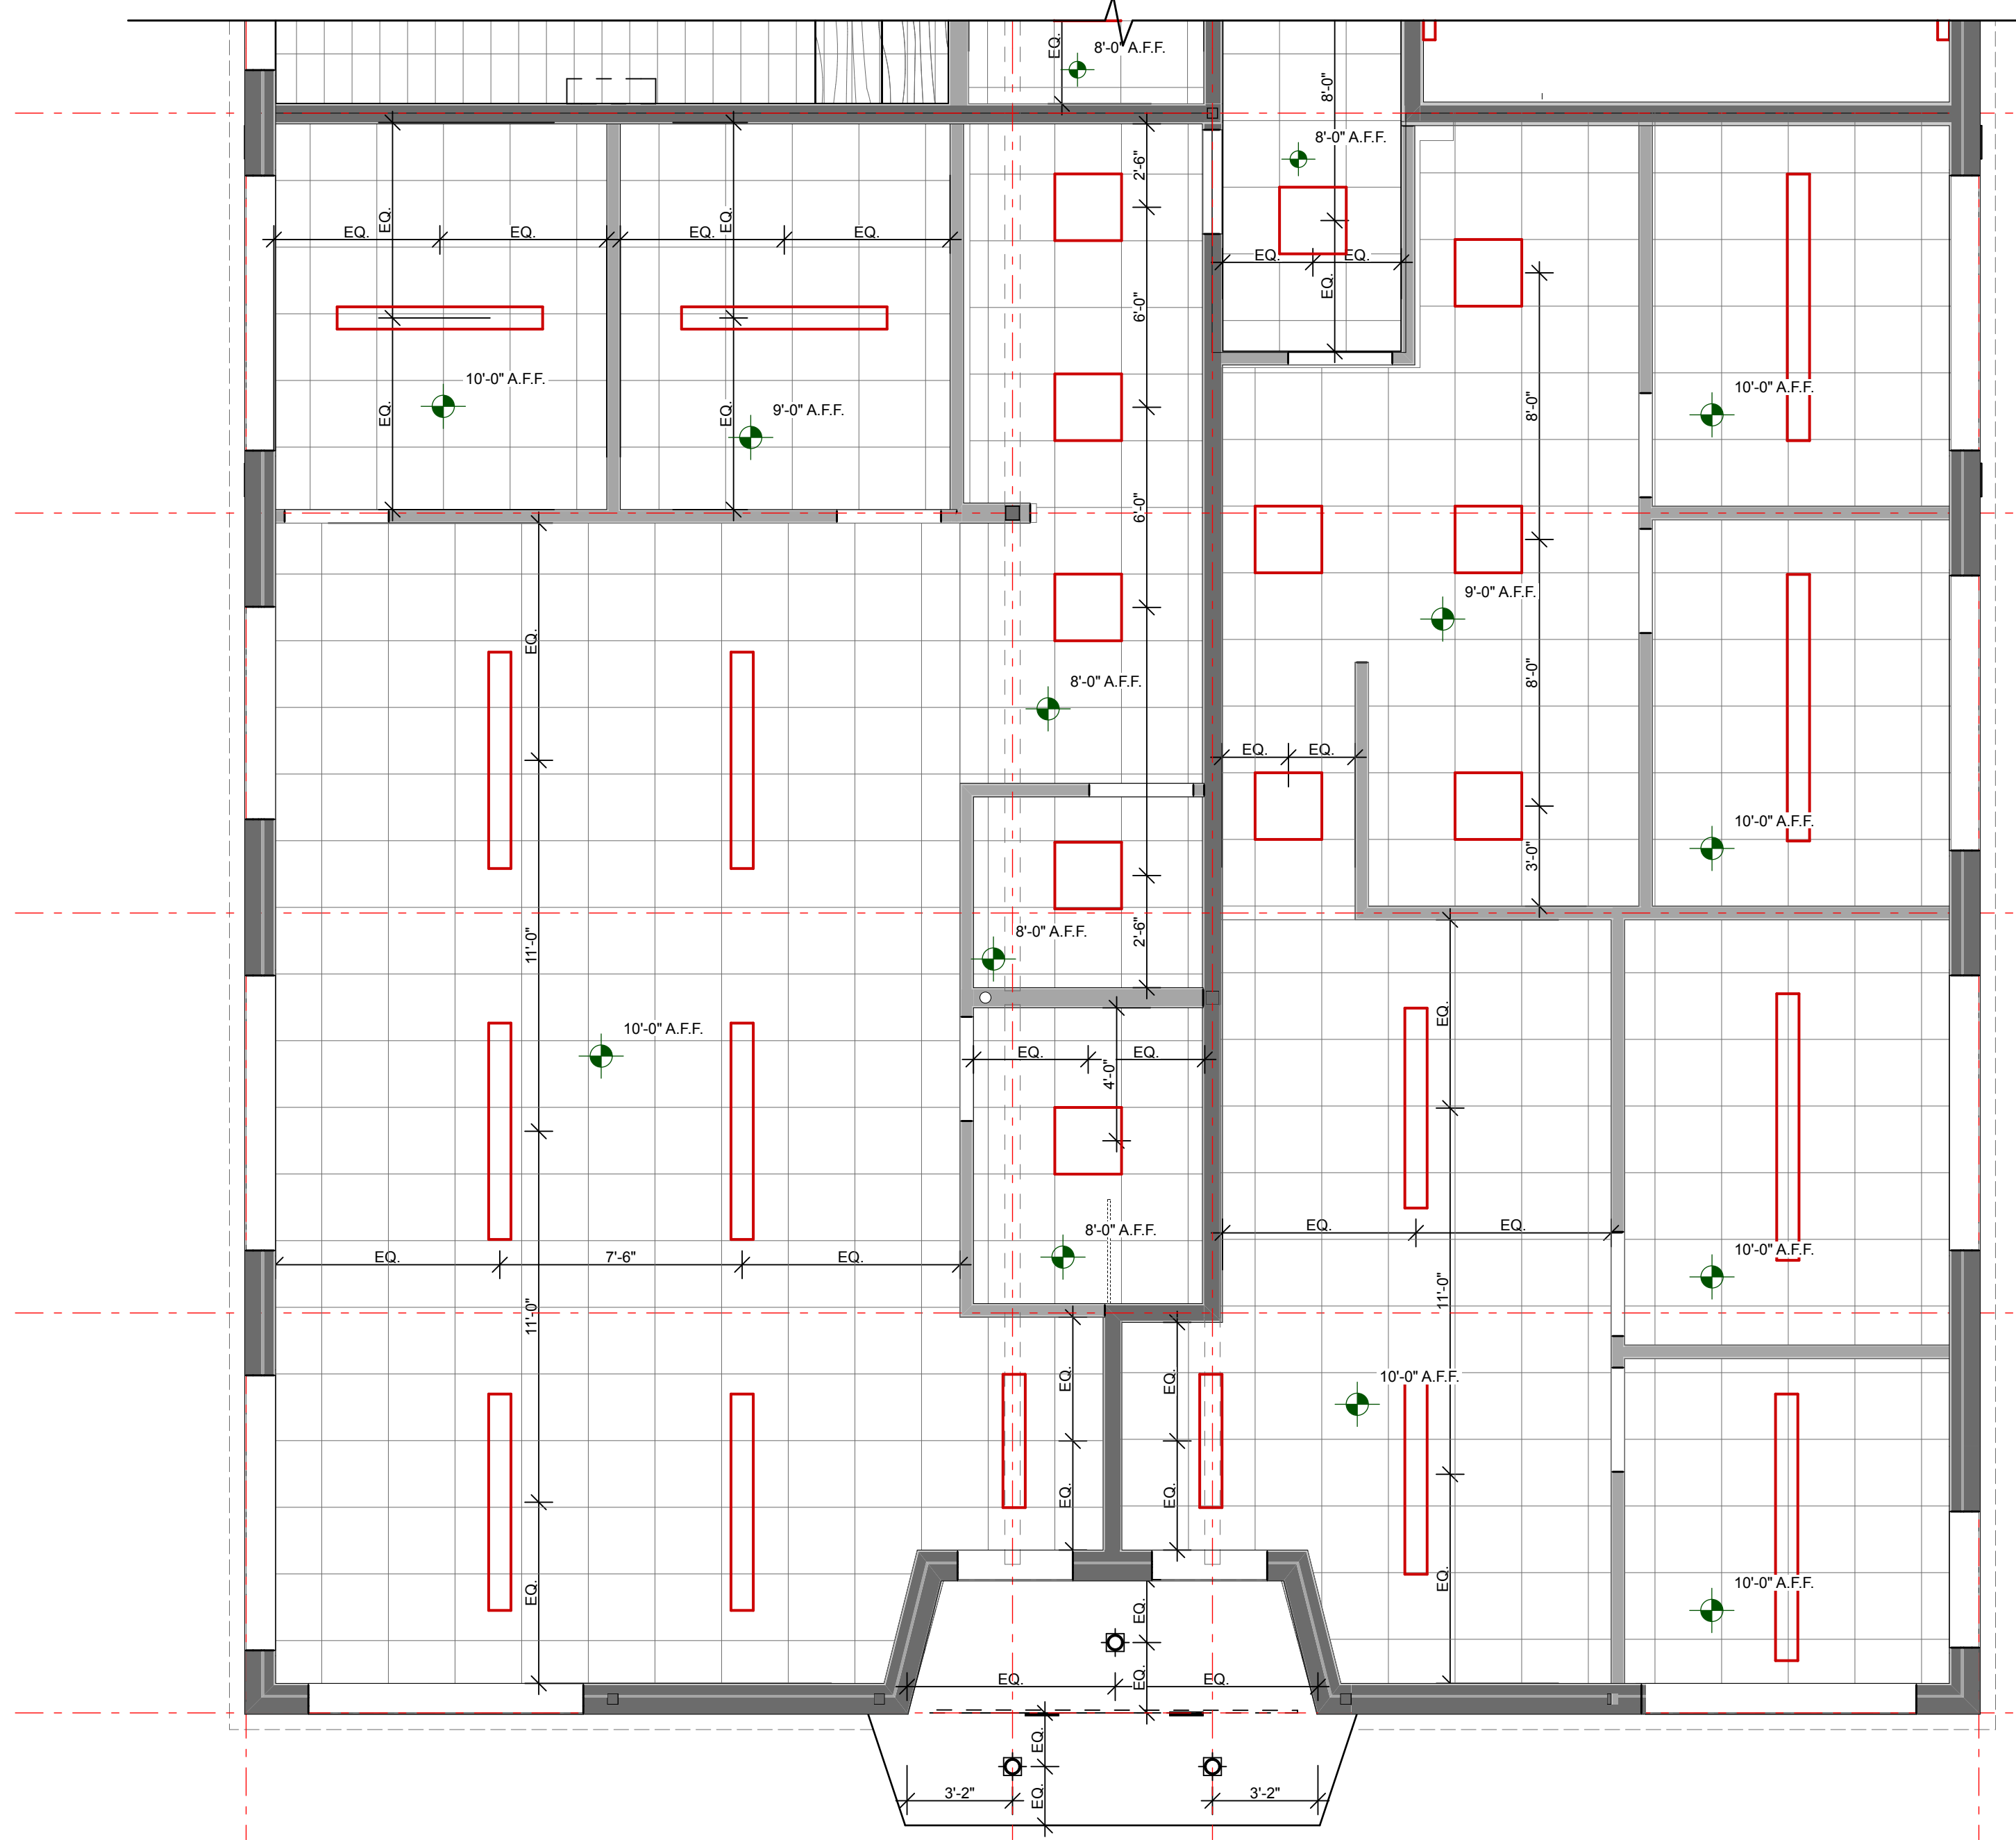 EQ.
8'-0" A.F.F.
8'-0"
8'-0" A.F.F.
2'-6"
EQ.
EQ.
EQ.
EQ.
EQ.
EQ.
EQ.
EQ.
EQ.
6'-0"
10'-0" A.F.F.
10'-0" A.F.F.
9'-0" A.F.F.
EQ.
EQ.
8'-0"
6'-0"
9'-0" A.F.F.
EQ.
8'-0" A.F.F.
8'-0"
EQ.
EQ.
10'-0" A.F.F.
3'-0"
11'-0"
8'-0" A.F.F.
2'-6"
EQ.
10'-0" A.F.F.
EQ.
EQ.
4'-0"
8'-0" A.F.F.
EQ.
EQ.
10'-0" A.F.F.
EQ.
7'-6"
EQ.
11'-0"
11'-0"
EQ.
EQ.
10'-0" A.F.F.
EQ.
EQ.
EQ.
EQ.
EQ.
10'-0" A.F.F.
EQ.
EQ.
EQ.
EQ.
EQ.
3'-2"
EQ.
3'-2"